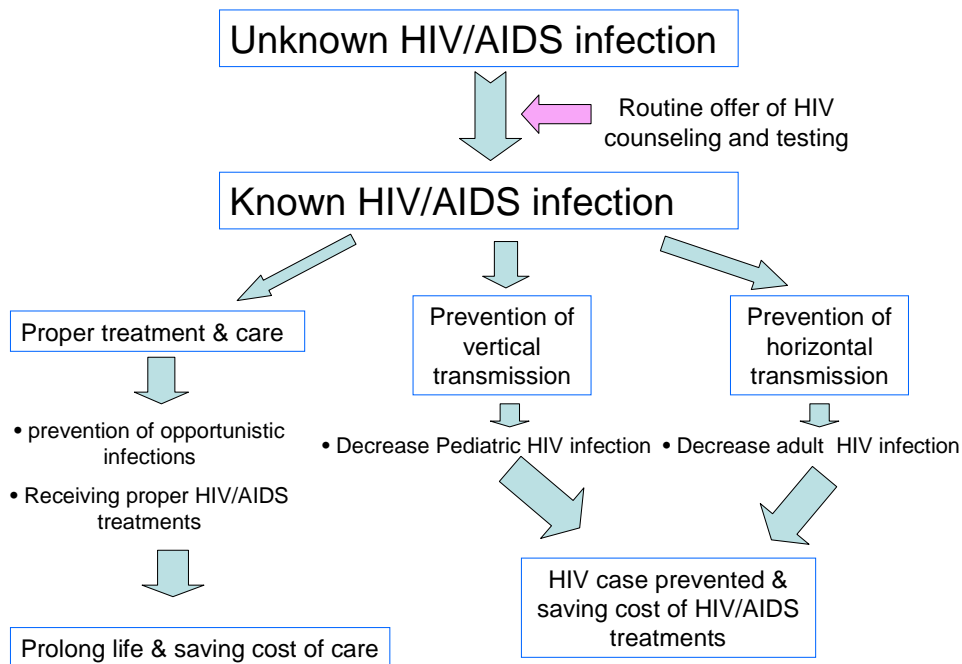 Unknown HIV/AIDS infection
Routine offer of HIV
counseling and testing
Known HIV/AIDS infection
Proper treatment & care
Prevention of
vertical
transmission
Prevention of
horizontal
transmission
• prevention of opportunistic
infections
• Receiving proper HIV/AIDS
treatments
• Decrease Pediatric HIV infection
• Decrease adult HIV infection
HIV case prevented &
saving cost of HIV/AIDS
treatments
Prolong life & saving cost of care